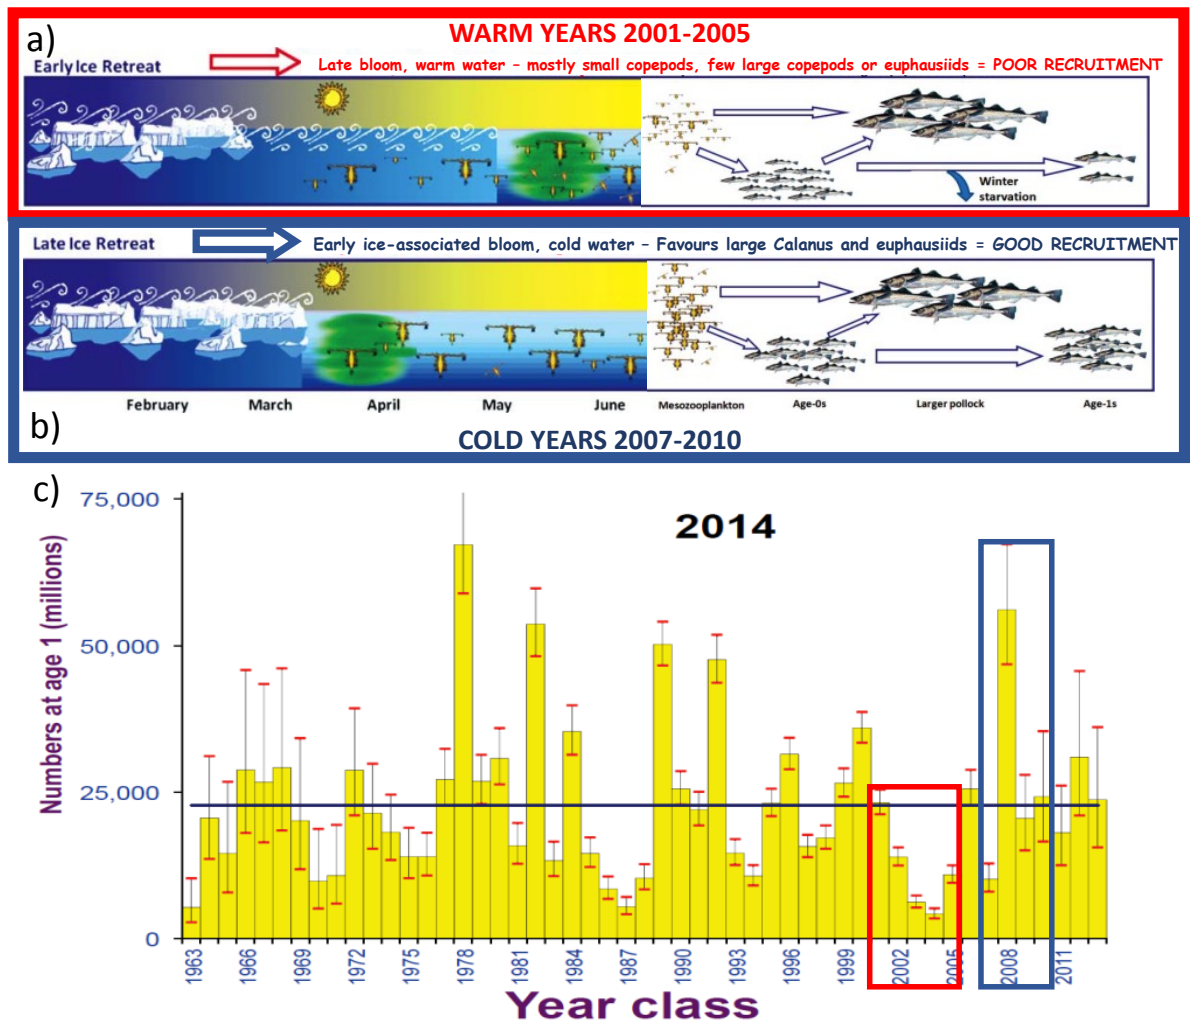 a)
WARM YEARS 2001-2005
Early Ice Retreat
Late bloom, warm water – mostly small copepods, few large copepods or euphausiids = POOR RECRUITMENT
Winter
starvation
Late Ice Retreat
Early ice-associated bloom, cold water – Favours large Calanus and euphausiids = GOOD RECRUITMENT
February March April May June Mesozooplankton Age-0s Larger pollock Age-1s
b)
COLD YEARS 2007-2010
c)
75,000
2014
50,000
25,000
0
Numbers at age 1 (millions)
1963 1966 1969 1972 1975 1978 1981 1984 1987 1990 1993 1996 1999 2002 2005 2008 2011
Year class